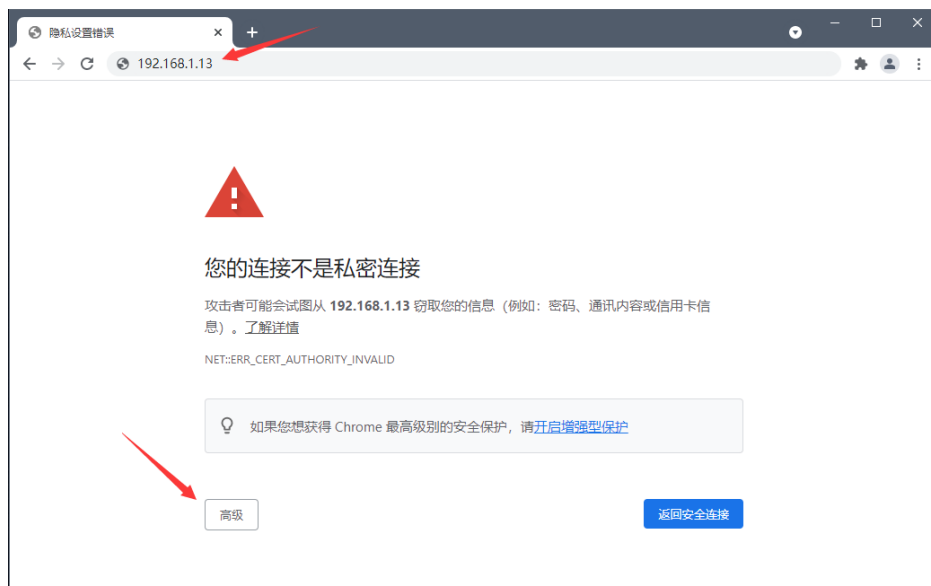 隐私设置错误
192.168.1.13
您的连接不是私密连接
攻击者可能会试图从 192.168.1.13 窃取您的信息（例如：密码、通讯内容或信用卡信
息）。了解详情
NET::ERR_CERT_AUTHORITY_INVALID
如果您想获得 Chrome 最高级别的安全保护，请开启增强型保护
高级
返回安全连接